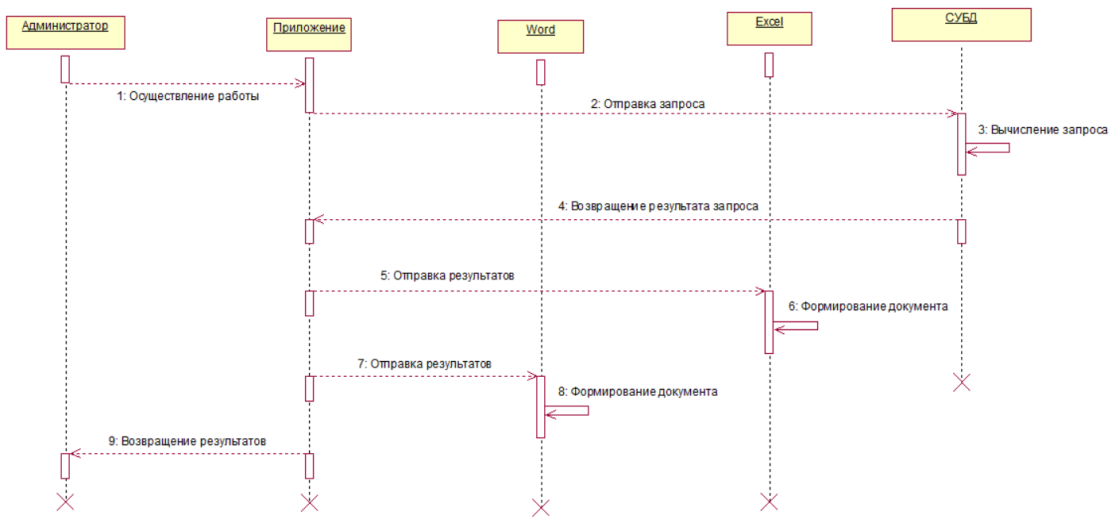 Администратор
Приложение
Word
Excel
СУБД
1: Осуществление работы
2: Отправка запроса
3: Вычисление запроса
4: Возвращение результата запроса
5: Отправка результатов
6: Формирование документа
7: Отправка результатов
8: Формирование документа
9: Возвращение результатов